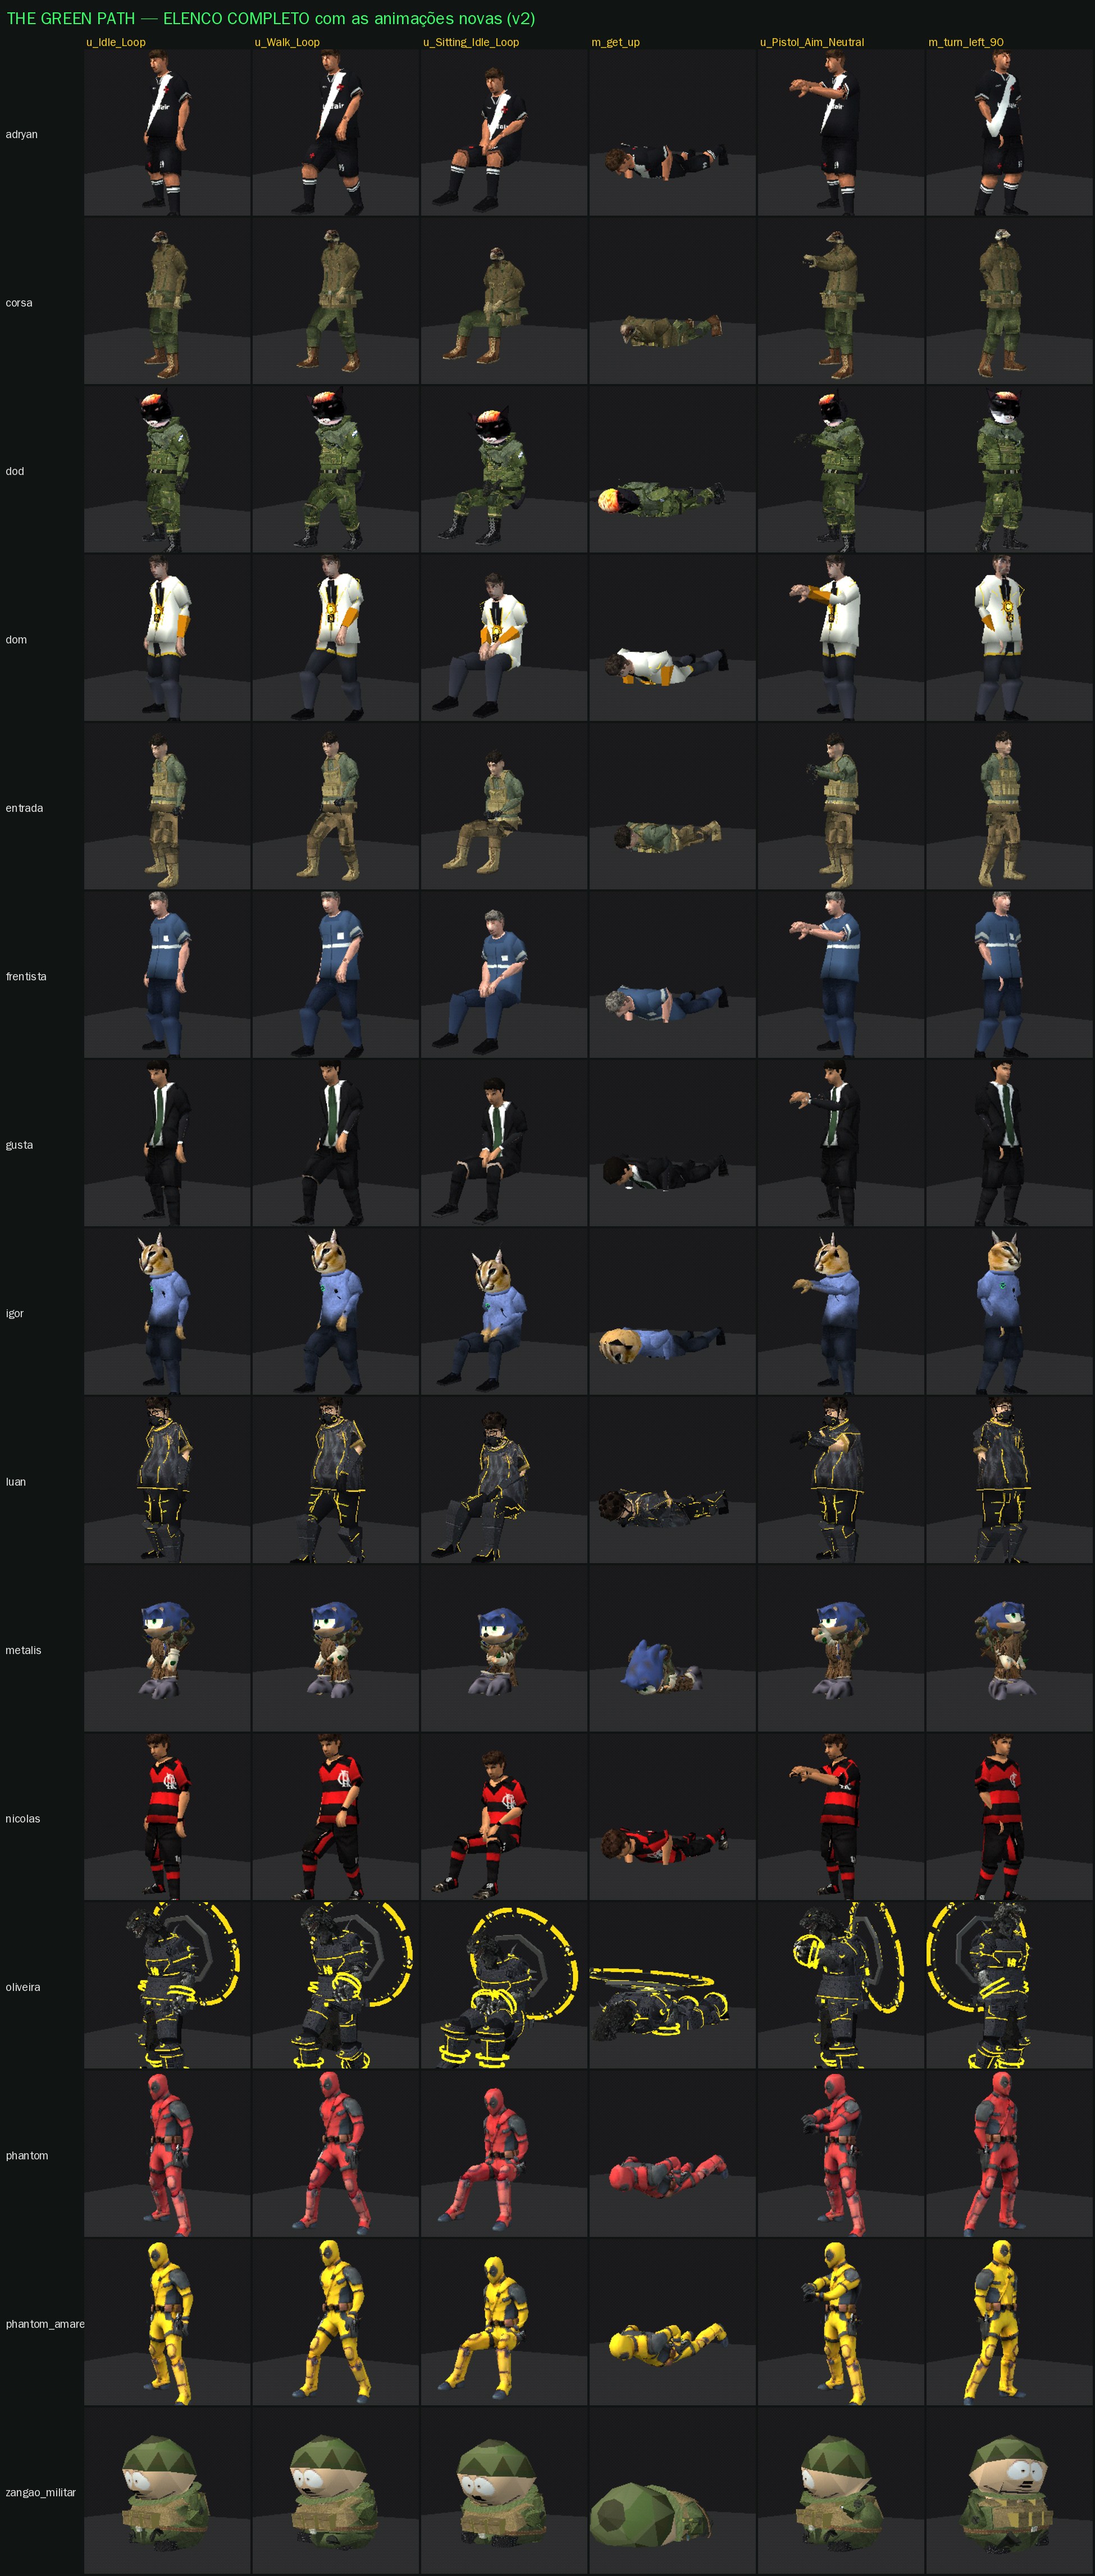 THE GREEN PATH — ELENCO COMPLETO com as animações novas (v2)
u_Idle_Loop u_Walk_Loop u_Sitting_Idle_Loop m_get_up u_Pistol_Aim_Neutral m_turn_left_90
adryan
corsa
dod
dom
entrada
frentista
gusta
igor
luan
metalis
nicolas
oliveira
phantom
phantom_amare
zangao_militar